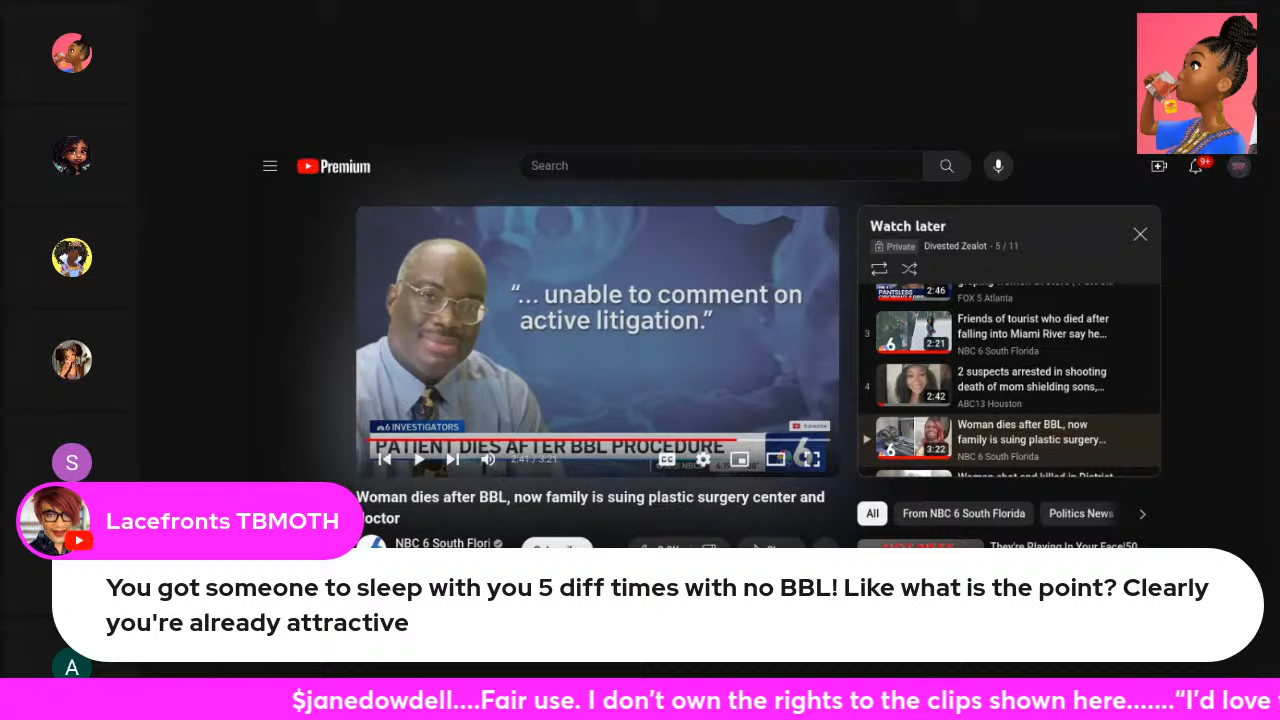 Premium
Search
9+
"... unable to comment on
active litigation."
6 INVESTIGATORS
Subscribe
PATIENT DIES AFTER BBL PROCEDURE
2:41 / 3:21
CC
6
Watch later
Private
Divested Zealot - 5 / 11
2:46
FOX 5 Atlanta
3
2:21
Friends of tourist who died after
falling into Miami River say he...
NBC 6 South Florida
4
2:42
2 suspects arrested in shooting
death of mom shielding sons,...
ABC13 Houston
3:22
Woman dies after BBL, now
family is suing plastic surgery...
NBC 6 South Florida
Woman dies after BBL, now family is suing plastic surgery center and
doctor
NBC 6 South Flori
All
From NBC 6 South Florida
Politics News
They're Playing In Your Face!50
S
Lacefronts TBMOTH
You got someone to sleep with you 5 diff times with no BBL! Like what is the point? Clearly
you're already attractive
A
$janedowdell....Fair use. I don't own the rights to the clips shown here.......“I'd love